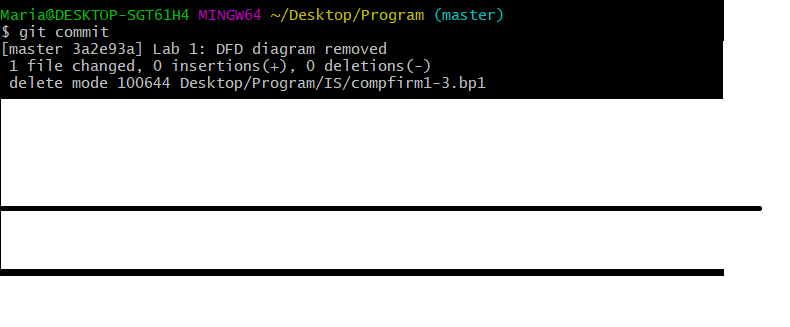 Maria@DESKTOP-SGT61H4 MINGW64 ~/Desktop/Program (master)
$ git commit
[master 3a2e93a] Lab 1: DFD diagram removed
 1 file changed, 0 insertions(+), 0 deletions(-)
 delete mode 100644 Desktop/Program/IS/compfirm1-3.bp1